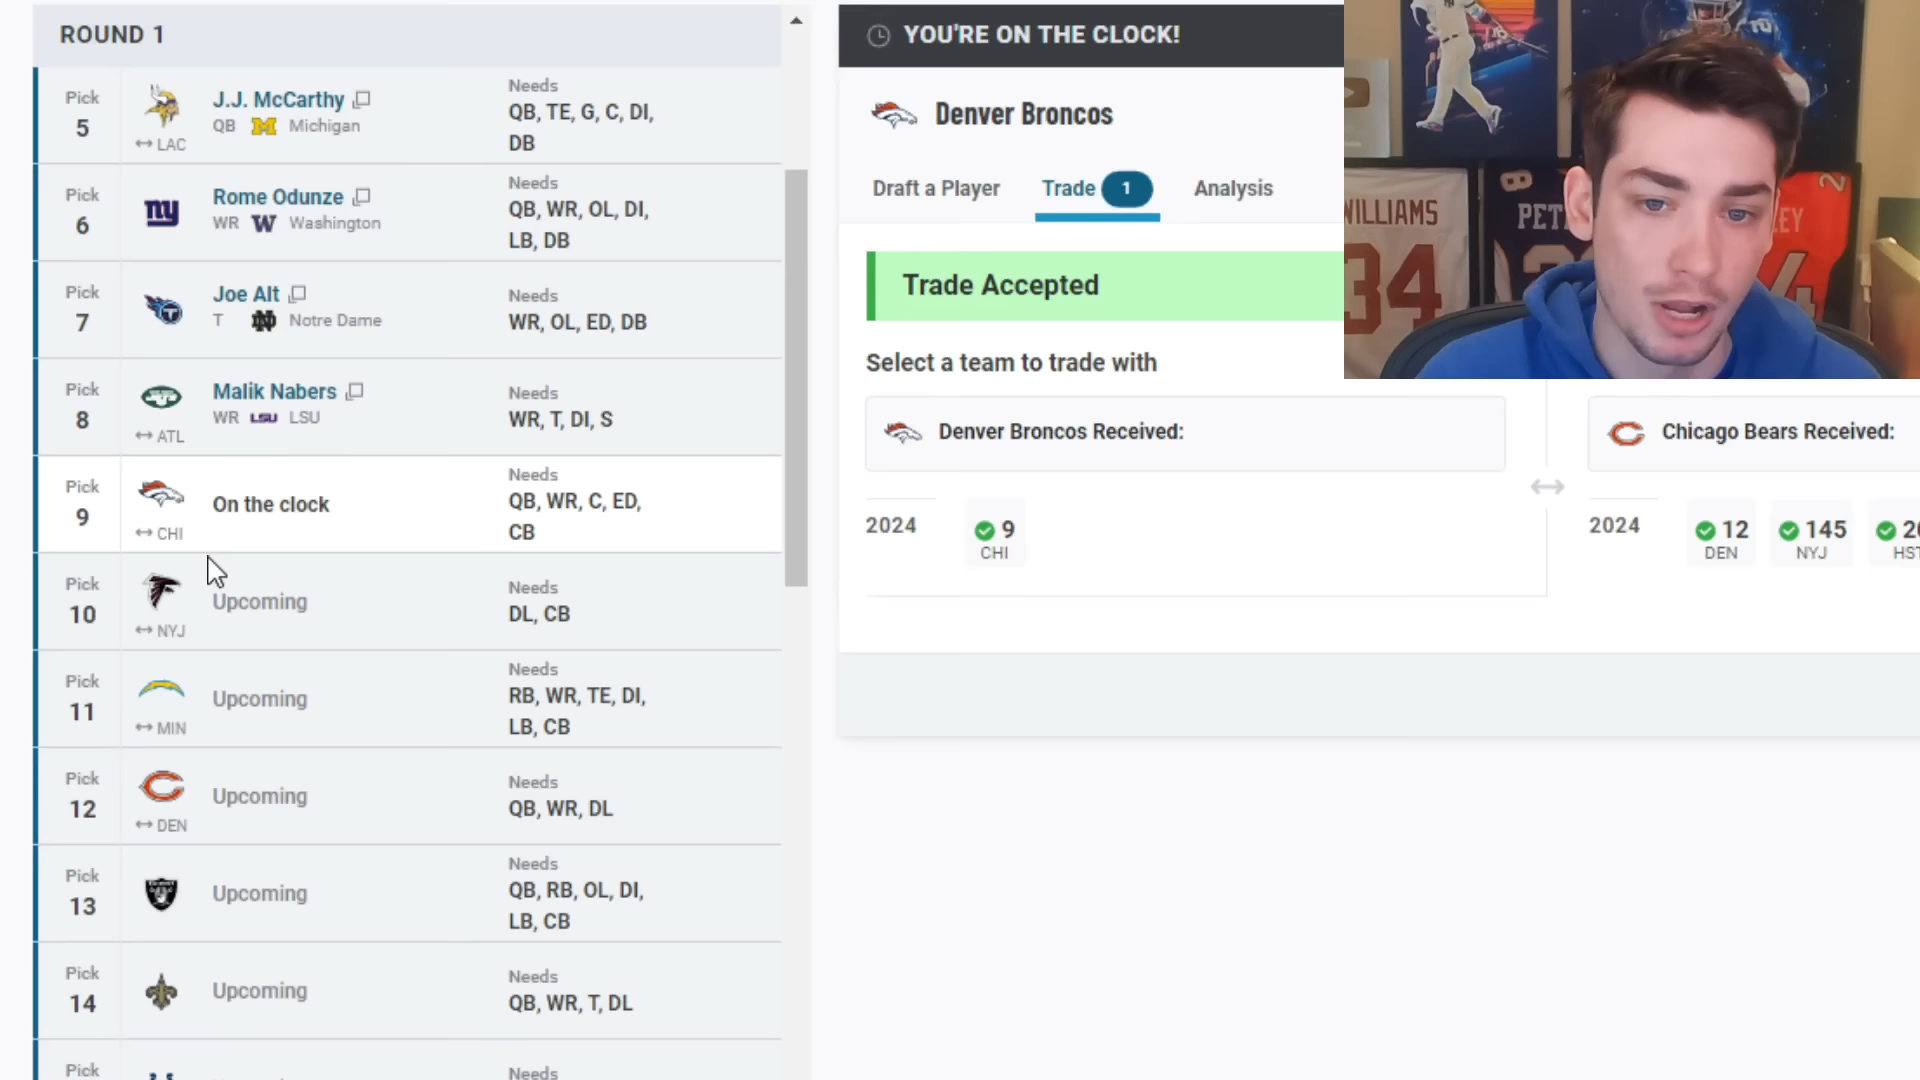 ROUND 1
Pick
5
LAC
J.J. McCarthy
QB Michigan
Needs
QB, TE, G, C, DI,
DB
Pick
6
ny
Rome Odunze
WR W Washington
Needs
QB, WR, OL, DI,
LB, DB
Pick
7
Joe Alt
T Notre Dame
Needs
WR, OL, ED, DB
Pick
8
ATL
Malik Nabers
WR LSU LSU
Needs
WR, T, DI, S
Pick
9
CHI
On the clock
Needs
QB, WR, C, ED,
CB
Pick
10
NYJ
Upcoming
Needs
DL, CB
Pick
11
MIN
Upcoming
Needs
RB, WR, TE, DI,
LB, CB
Pick
12
DEN
Upcoming
Needs
QB, WR, DL
Pick
13
Upcoming
Needs
QB, RB, OL, DI,
LB, CB
Pick
14
Upcoming
Needs
QB, WR, T, DL
Pick
Needs
YOU'RE ON THE CLOCK!
Denver Broncos
Draft a Player Trade 1 Analysis
Trade Accepted
Select a team to trade with
Denver Broncos Received:
2024
9
CHI
Chicago Bears Received:
2024
12
DEN
145
NYJ
HST
WILLIAMS
34
PET
EY
2
4